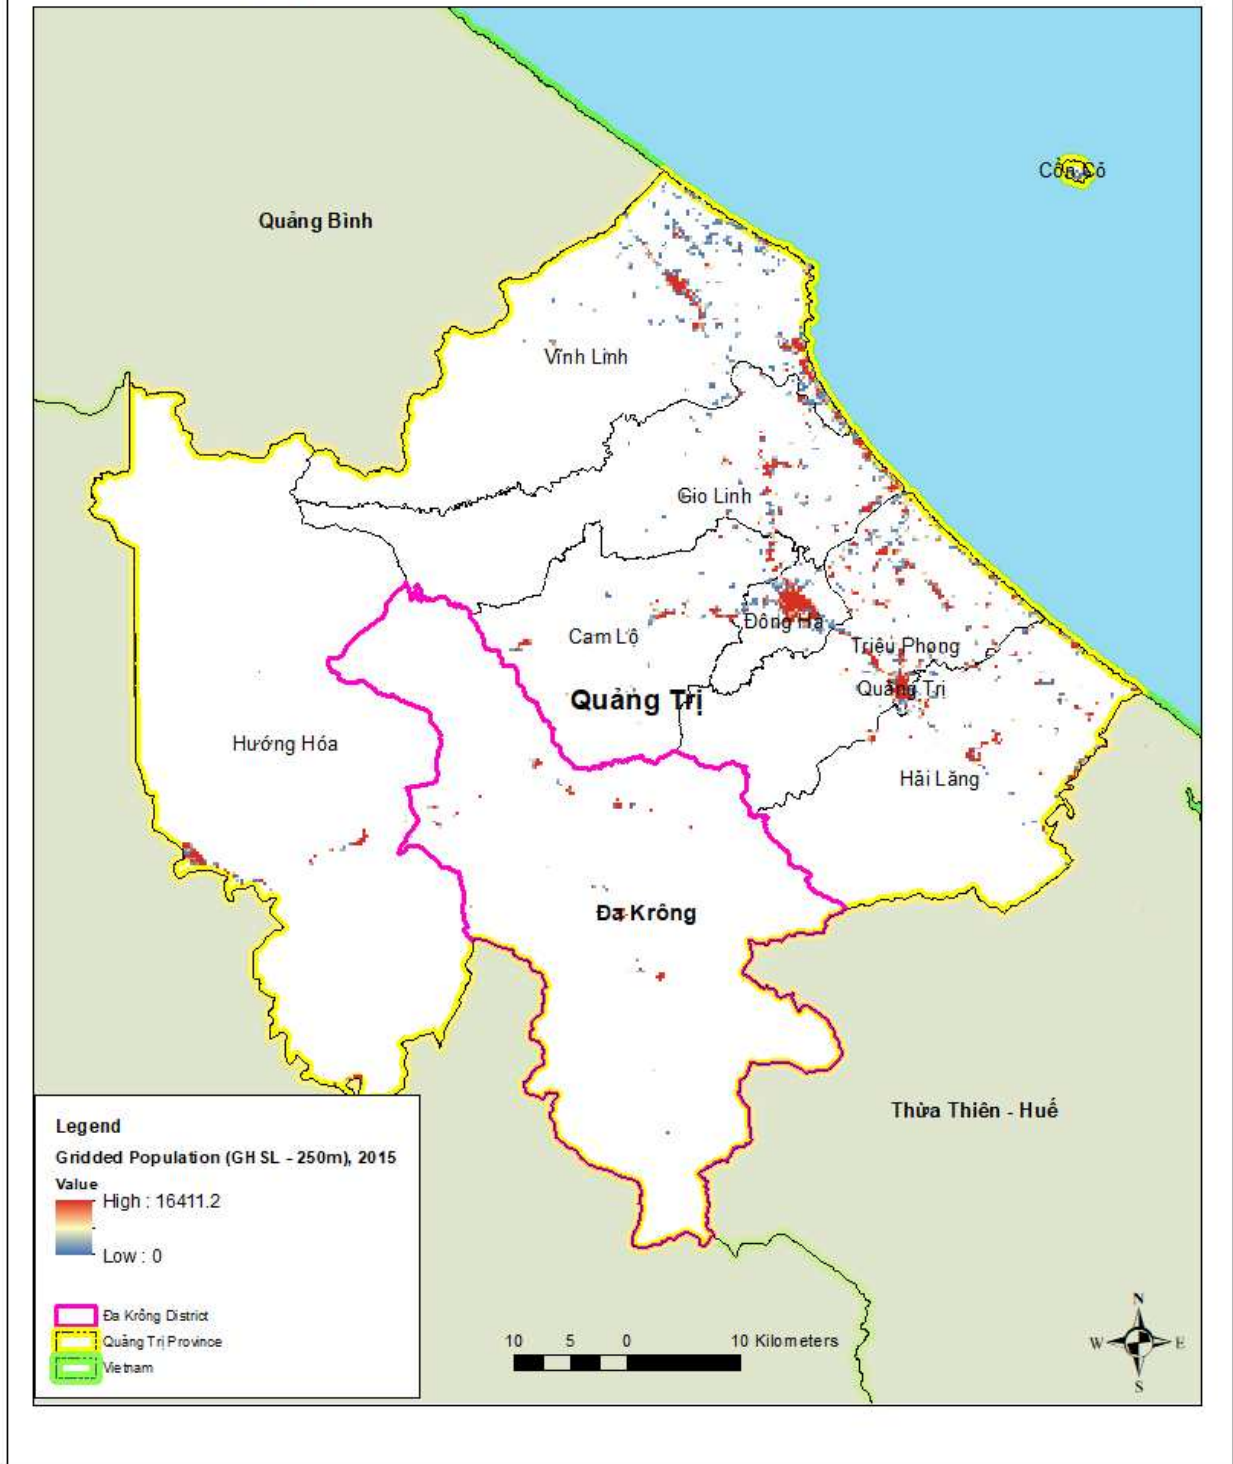 Cồn Cỏ
Quảng Bình
Vĩnh Linh
Gio Linh
Đông Hà
Cam Lộ
Triệu Phong
Quảng Trị
Quảng Trị
Hướng Hóa
Hải Lăng
Đa Krông
Thừa Thiên - Huế
Legend
Gridded Population (GHSL - 250m), 2015
Value
High : 16411.2
Low : 0
Đa Krông District
Quảng Trị Province
Vietnam
10 5 0 10 Kilometers
N
W E
S